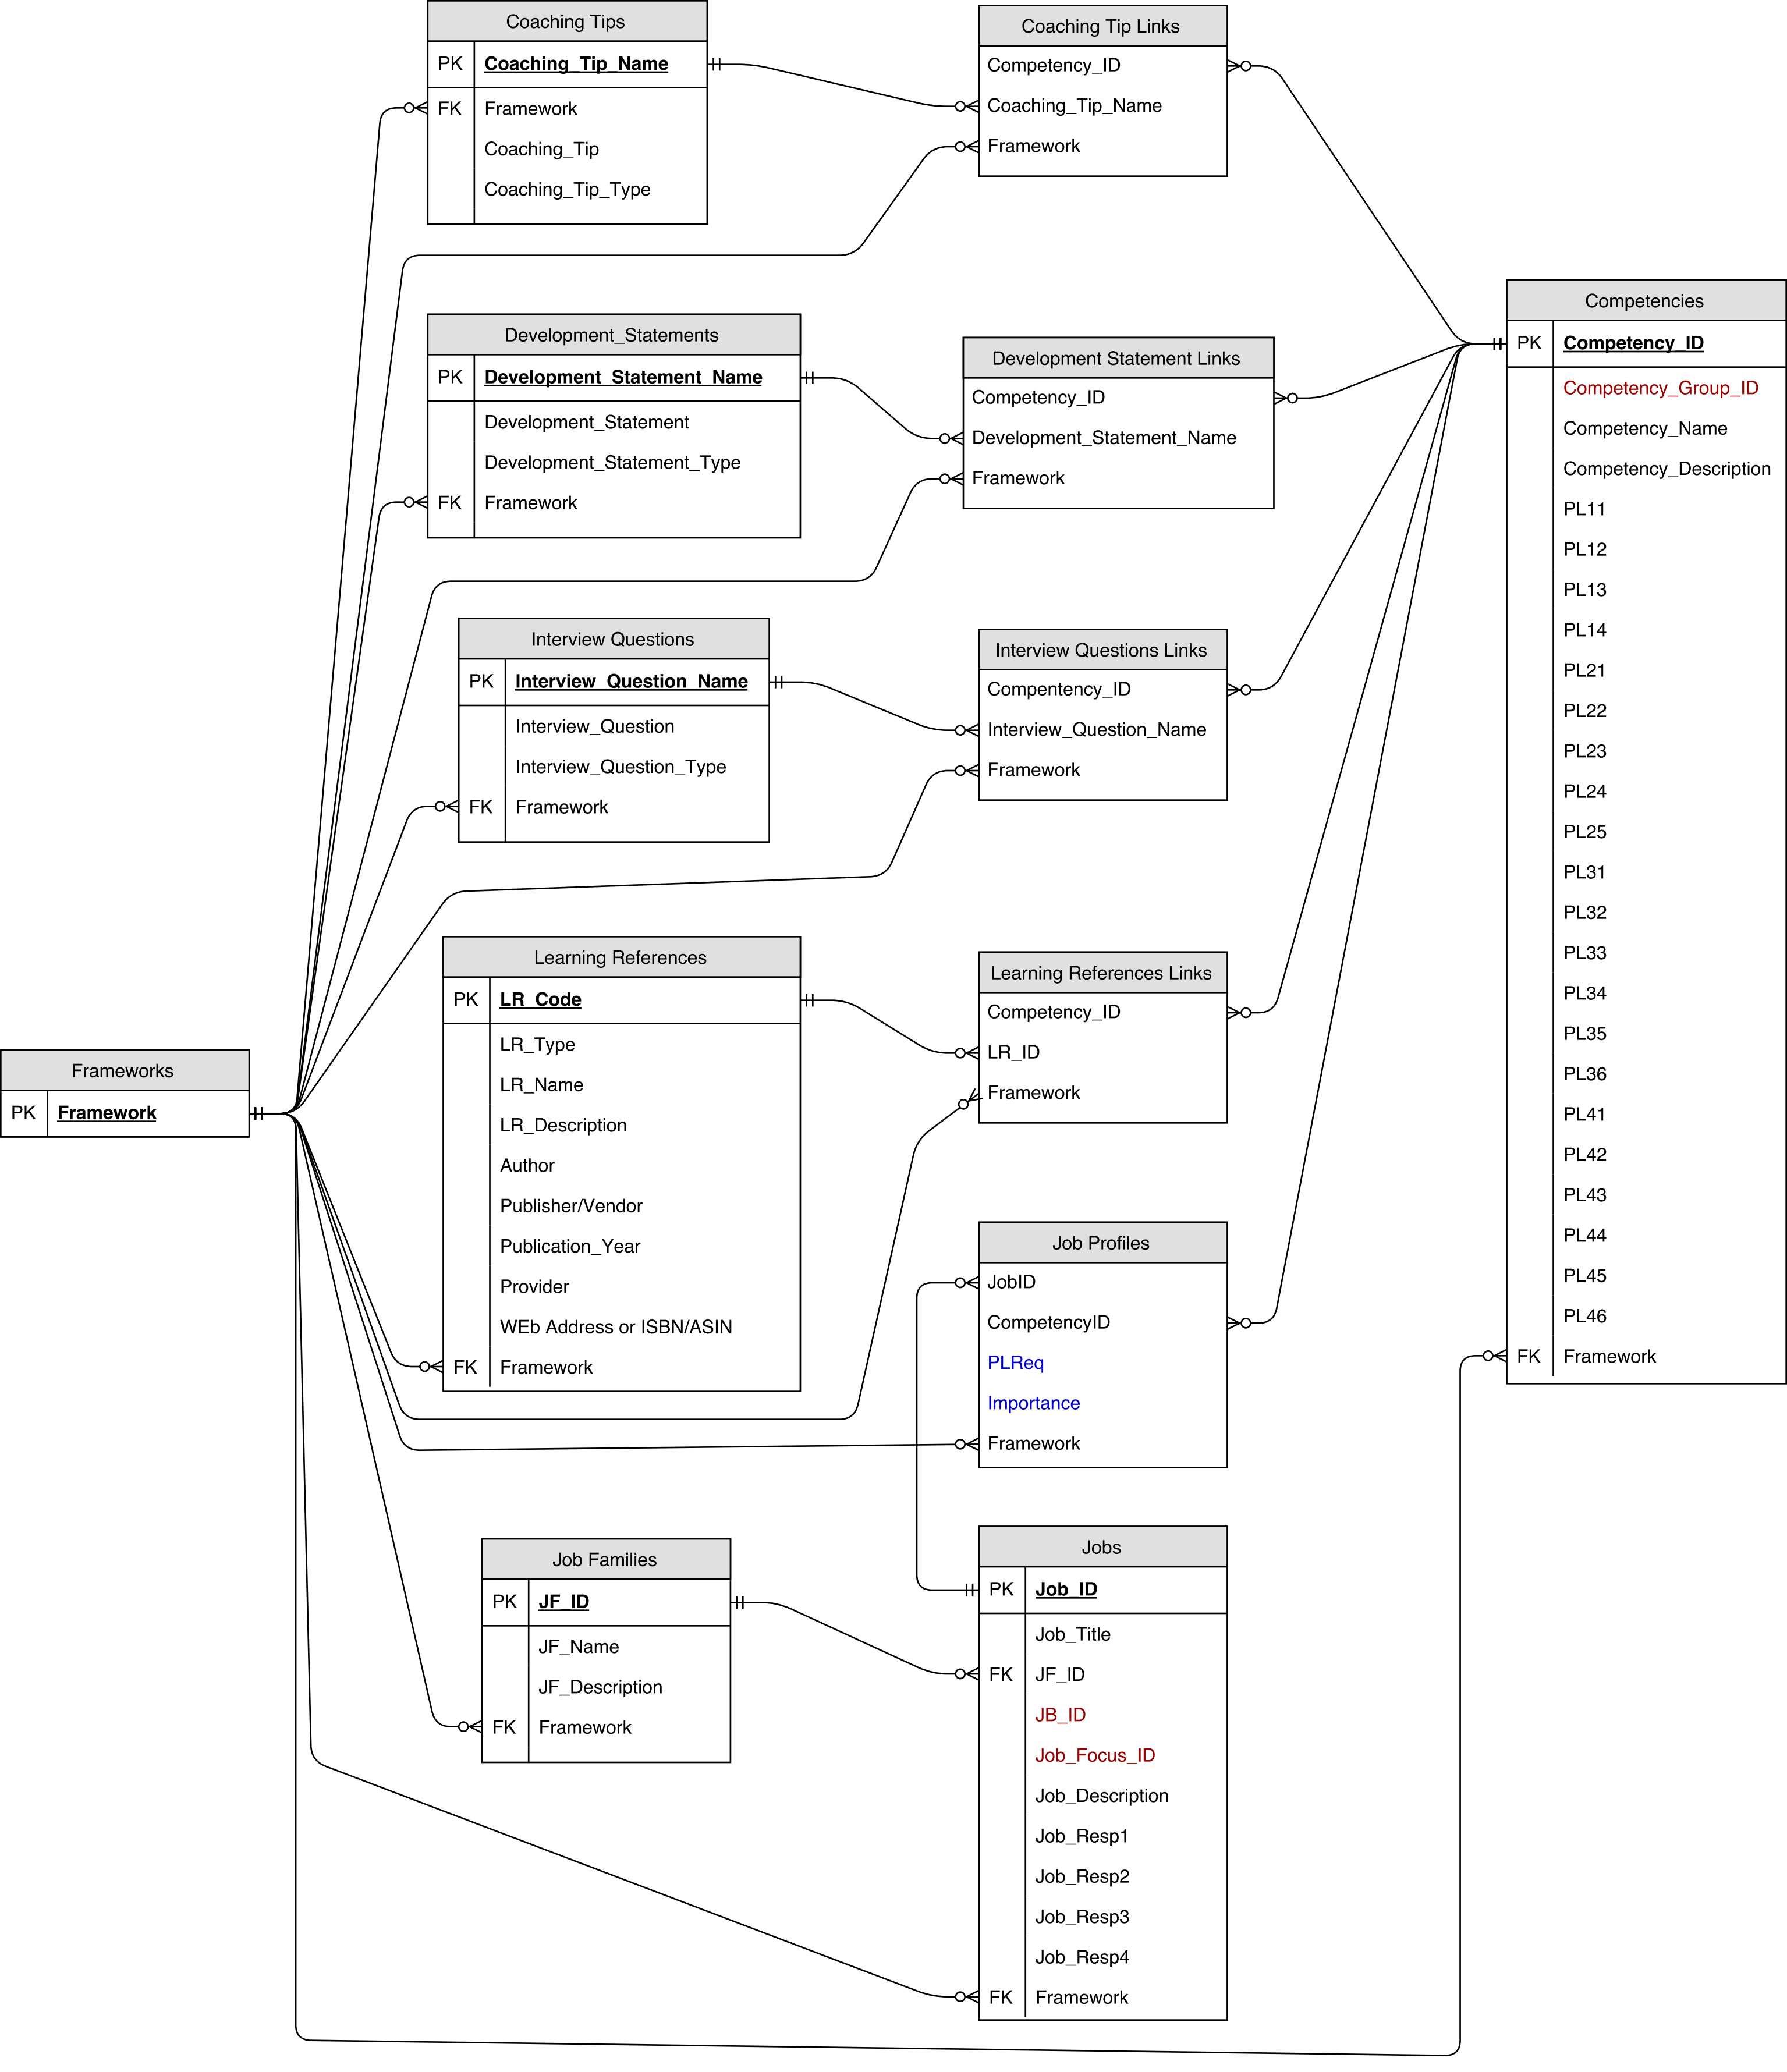 Coaching Tips
PK Coaching_Tip_Name
FK Framework
Coaching_Tip
Coaching_Tip_Type
Coaching Tip Links
Competency_ID
Coaching_Tip_Name
Framework
Development_Statements
PK Development_Statement_Name
Development_Statement
Development_Statement_Type
FK Framework
Development Statement Links
Competency_ID
Development_Statement_Name
Framework
Interview Questions
PK Interview_Question_Name
Interview_Question
Interview_Question_Type
FK Framework
Interview Questions Links
Compentency_ID
Interview_Question_Name
Framework
Learning References
PK LR_Code
LR_Type
LR_Name
LR_Description
Author
Publisher/Vendor
Publication_Year
Provider
WEb Address or ISBN/ASIN
FK Framework
Learning References Links
Competency_ID
LR_ID
Framework
Frameworks
PK Framework
Job Profiles
JobID
CompetencyID
PLReq
Importance
Framework
Job Families
PK JF_ID
JF_Name
JF_Description
FK Framework
Jobs
PK Job_ID
Job_Title
FK JF_ID
JB_ID
Job_Focus_ID
Job_Description
Job_Resp1
Job_Resp2
Job_Resp3
Job_Resp4
FK Framework
Competencies
PK Competency_ID
Competency_Group_ID
Competency_Name
Competency_Description
PL11
PL12
PL13
PL14
PL21
PL22
PL23
PL24
PL25
PL31
PL32
PL33
PL34
PL35
PL36
PL41
PL42
PL43
PL44
PL45
PL46
FK Framework